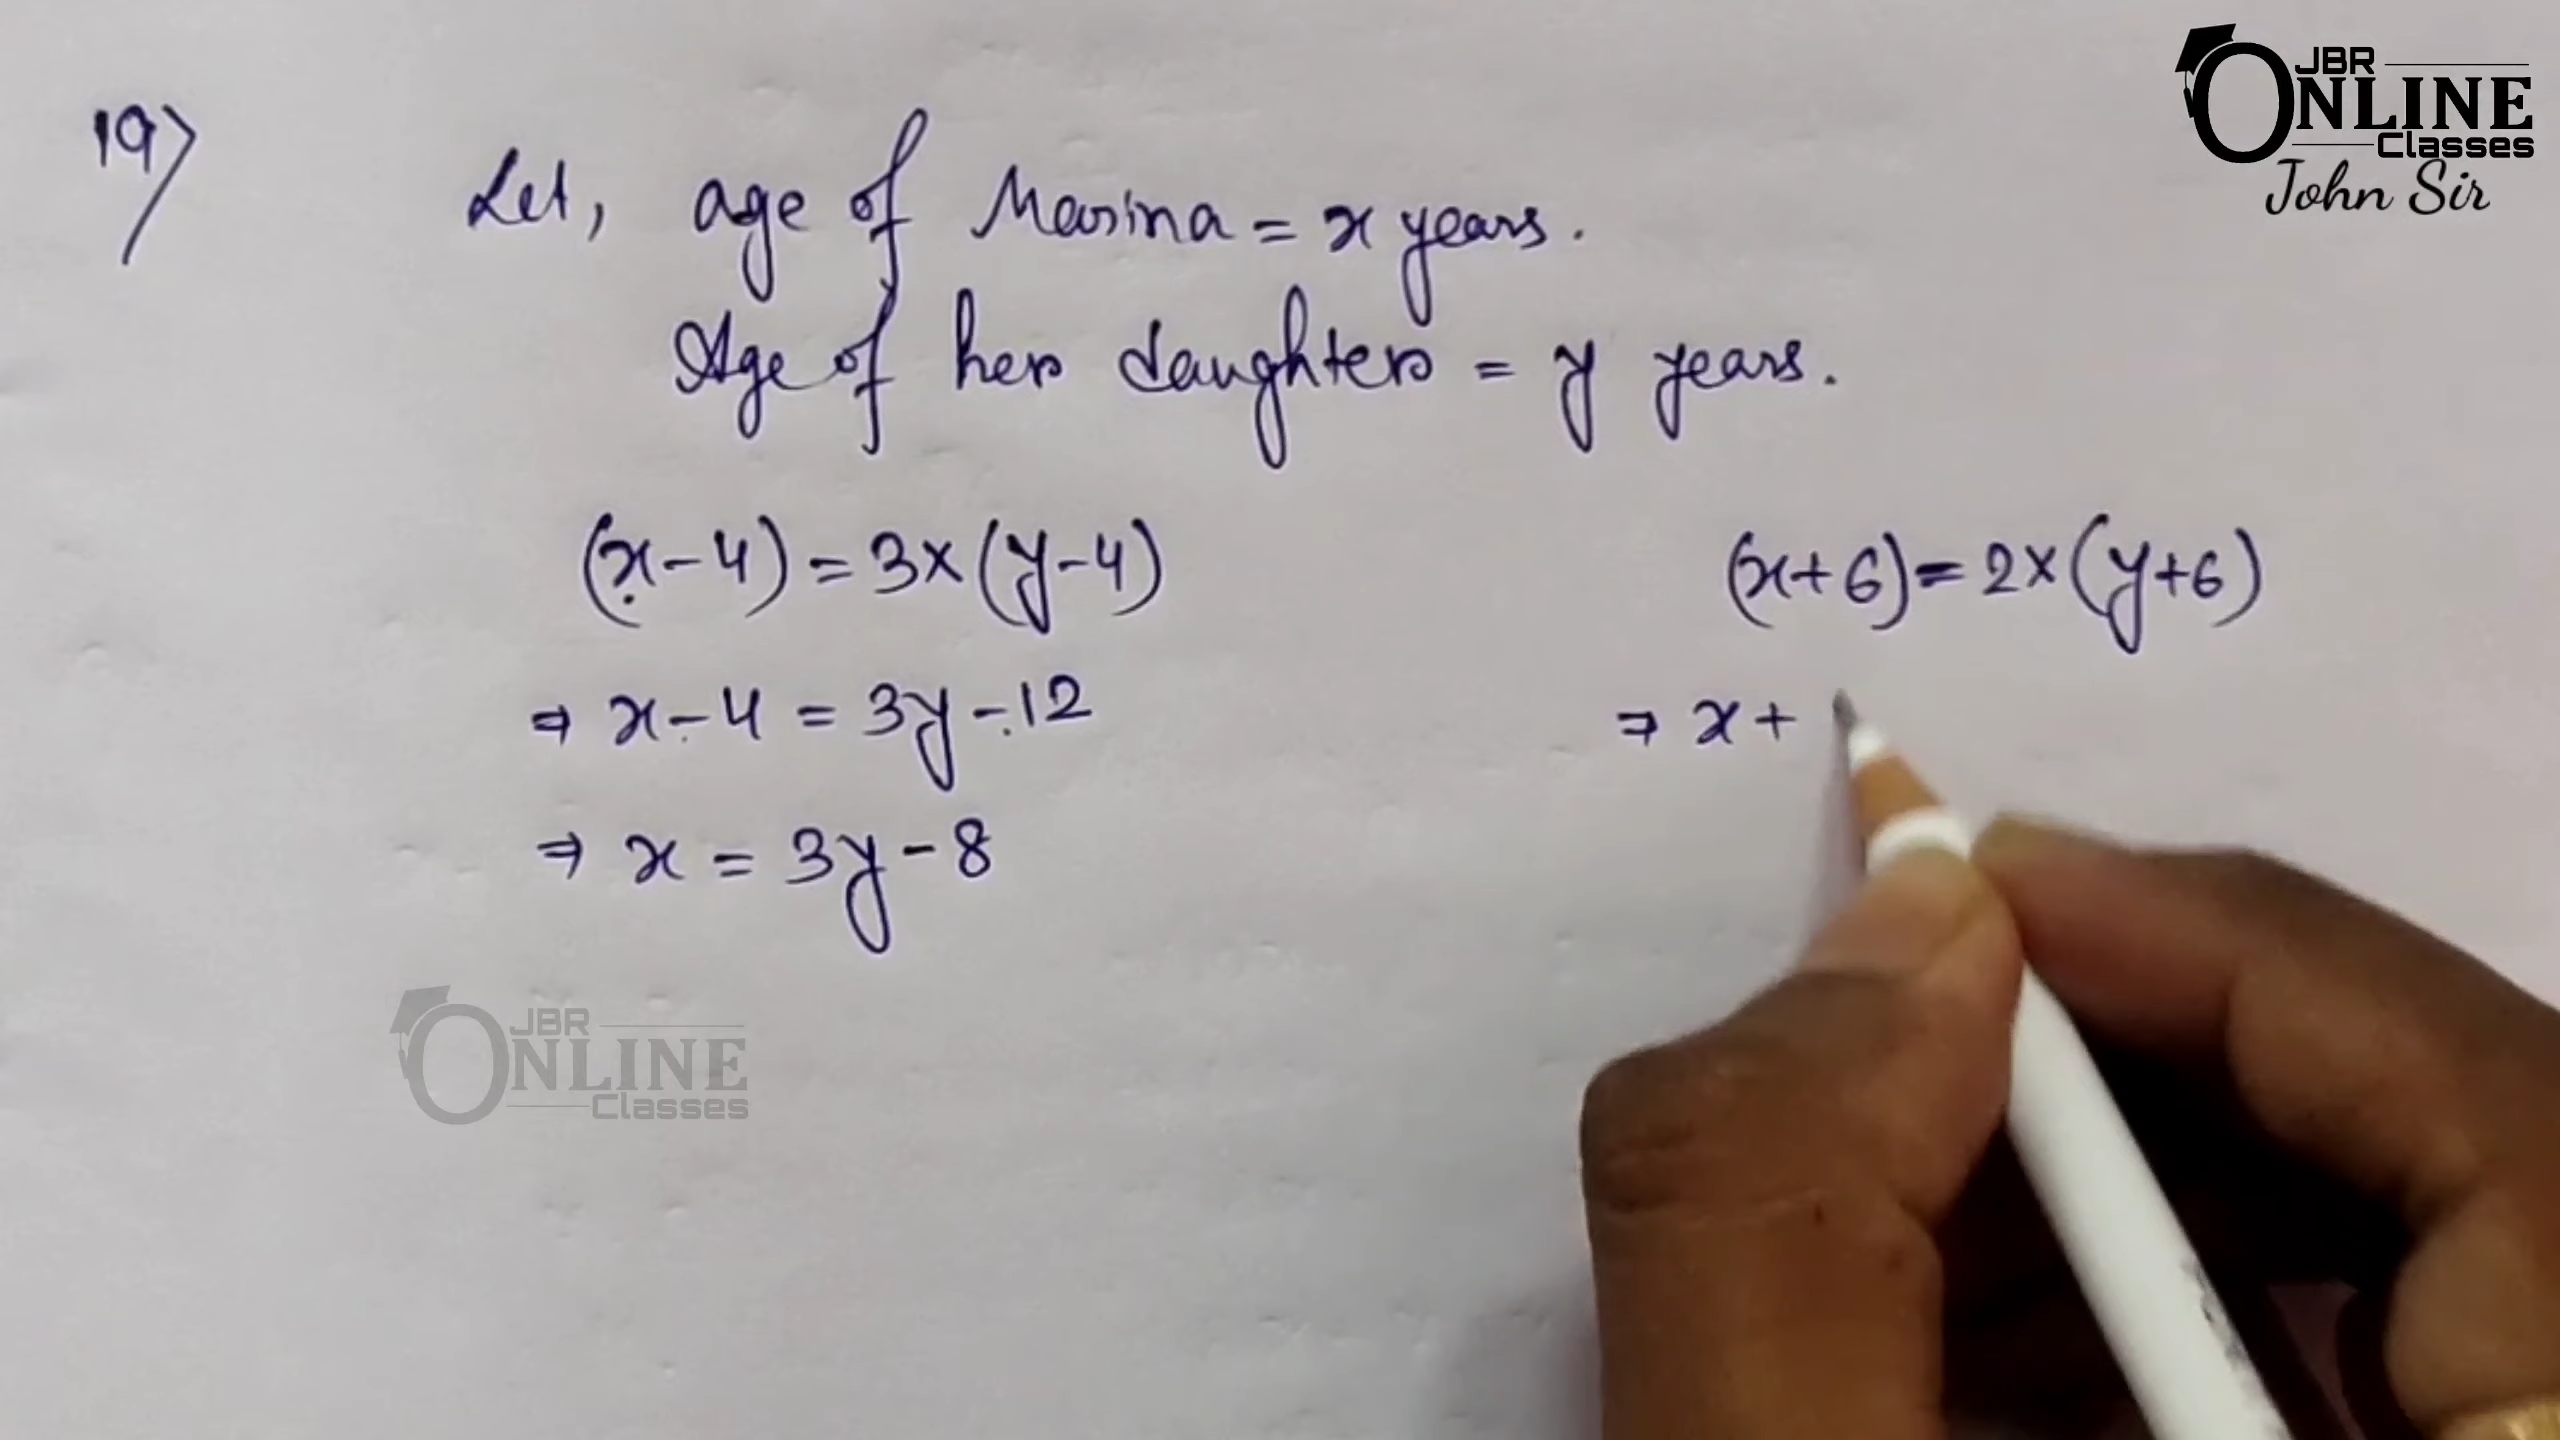 JBR
ONLINE
Classes
John Sir
19)
Let, age of Marina = x years.
Age of her daughter = y years.
(x-4) = 3×(y-4)
(x+6) = 2×(y+6)
⇒ x-4 = 3y-12
⇒ x+
⇒ x = 3y-8
JBR
ONLINE
Classes